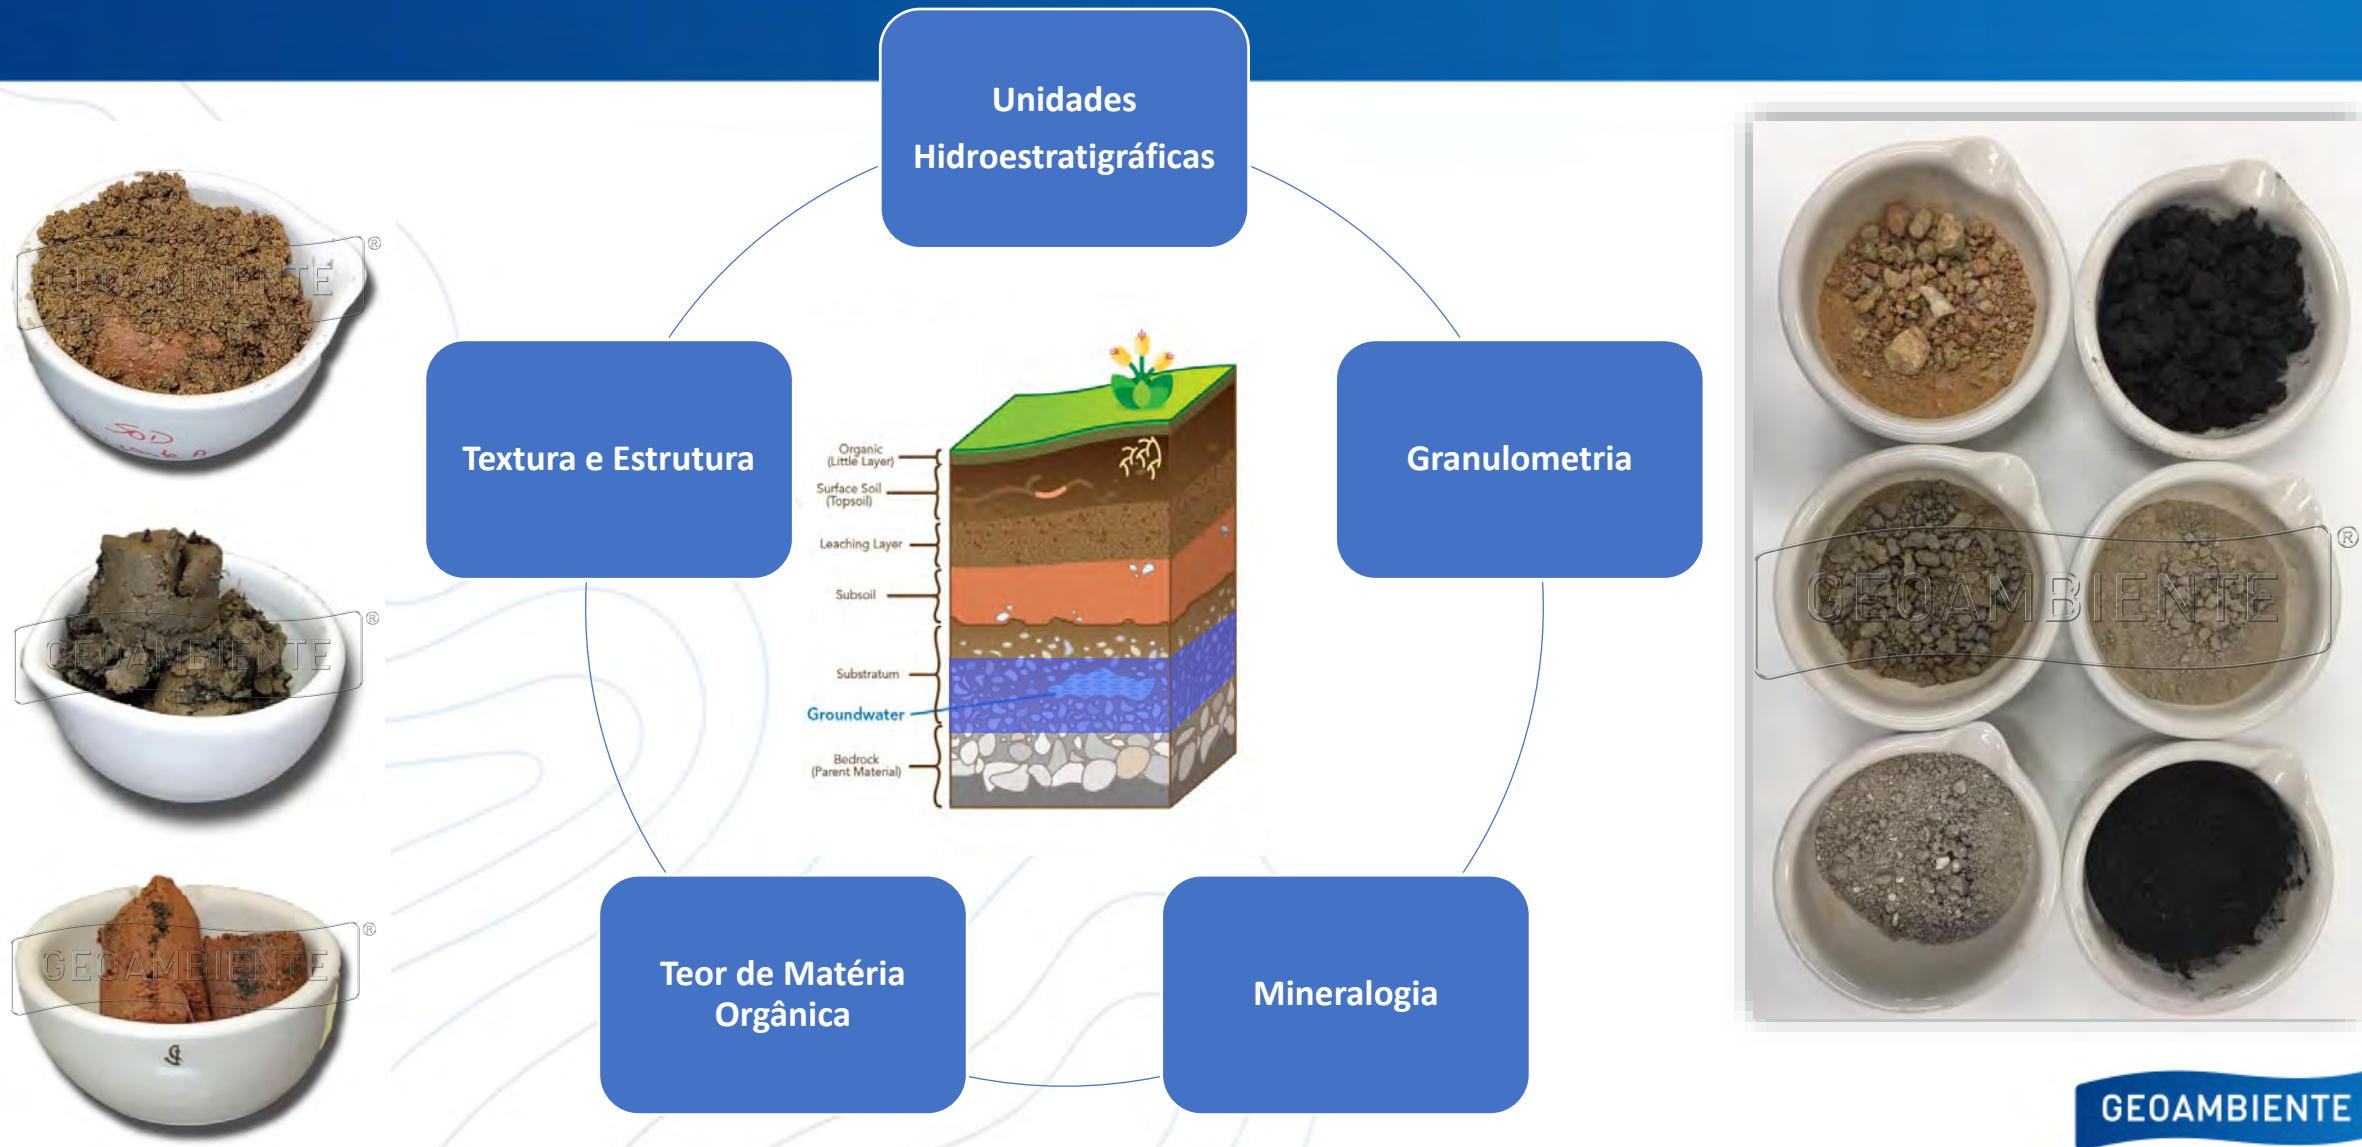 Unidades
Hidroestratigráficas
Textura e Estrutura
Granulometria
Teor de Matéria
Orgânica
Mineralogia
Organic
(Little Layer)
Surface Soil
(Topsoil)
Leaching Layer
Subsoil
Substratum
Groundwater
Bedrock
(Parent Material)
GEOAMBIENTE ®
SOD
GEOAMBIENTE ®
GEOAMBIENTE ®
GEOAMBIENTE ®
GEOAMBIENTE